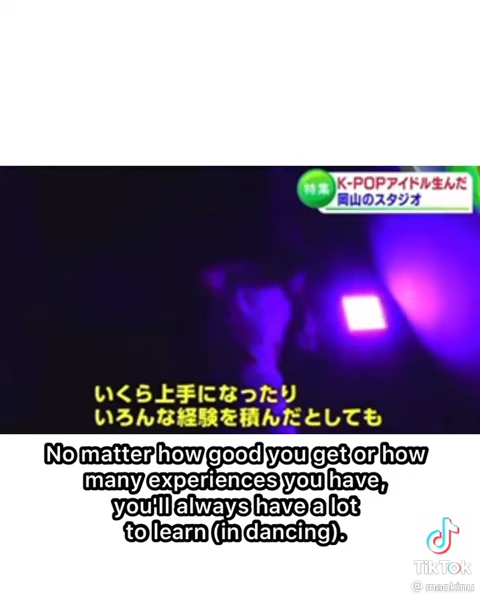 特集
K-POPアイドル生んだ
岡山のスタジオ
いくら上手になったり
いろんな経験を積んだとしても
No matter how good you get or how
many experiences you have,
you'll always have a lot
to learn (in dancing).
TikTok
@ maokinu